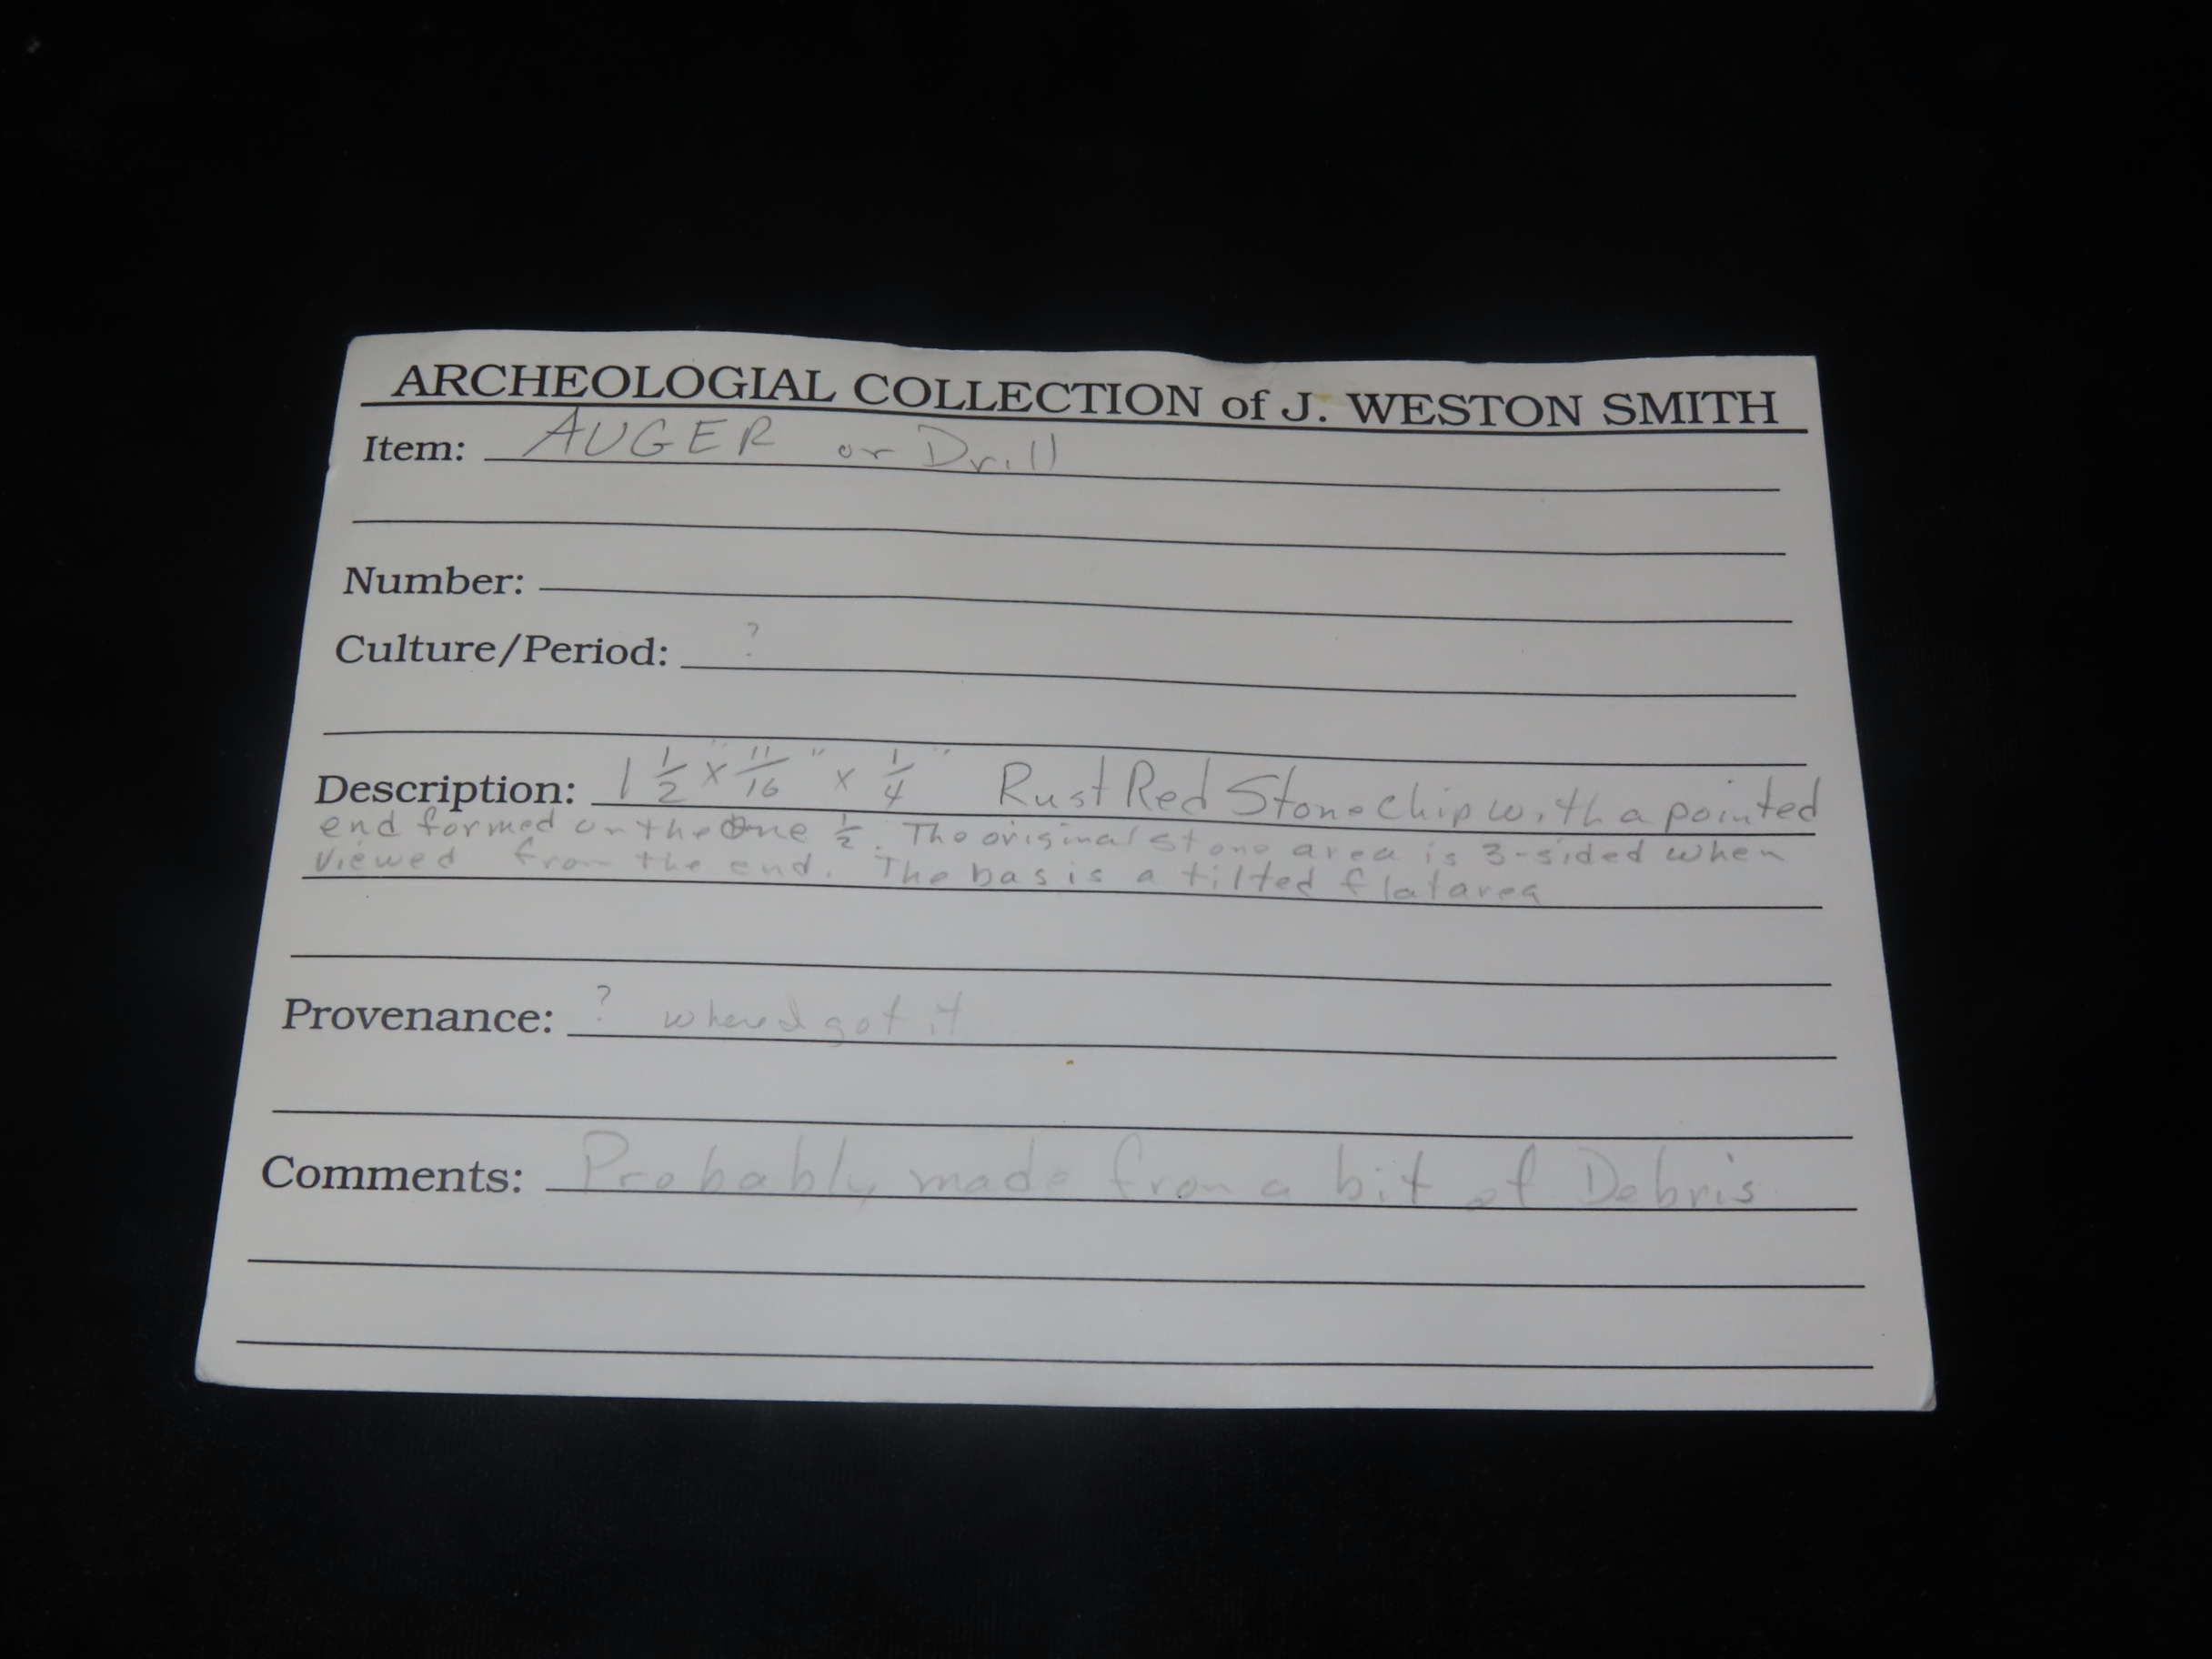 ARCHEOLOGIAL COLLECTION of J. WESTON SMITH
Item: AUGER or Drill
Number:
Culture/Period: ?
Description: 1 1/2" x 11/16" x 1/4" Rust Red Stone Chip with a pointed
end formed on the One 1/2. The original stone area is 3-sided when
viewed from the end. The bas is a tilted flat area
Provenance: ? where I got it
Comments: Probably made from a bit of Debris